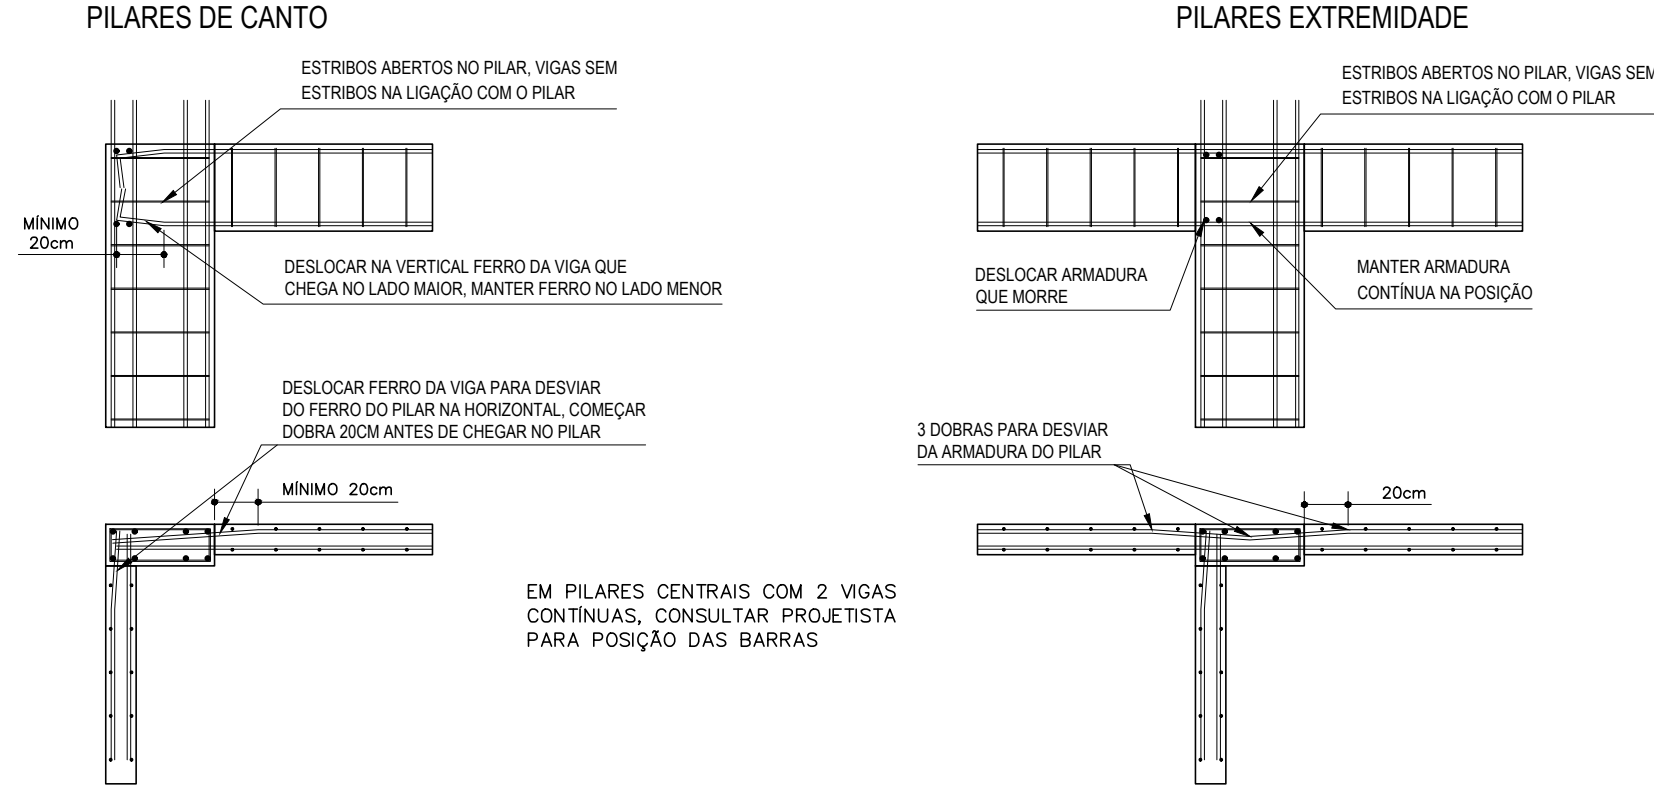 PILARES DE CANTO
ESTRIBOS ABERTOS NO PILAR, VIGAS SEM
ESTRIBOS NA LIGAÇÃO COM O PILAR
MÍNIMO
20cm
DESLOCAR NA VERTICAL FERRO DA VIGA QUE
CHEGA NO LADO MAIOR, MANTER FERRO NO LADO MENOR
DESLOCAR FERRO DA VIGA PARA DESVIAR
DO FERRO DO PILAR NA HORIZONTAL, COMEÇAR
DOBRA 20CM ANTES DE CHEGAR NO PILAR
MÍNIMO 20cm
EM PILARES CENTRAIS COM 2 VIGAS
CONTÍNUAS, CONSULTAR PROJETISTA
PARA POSIÇÃO DAS BARRAS
PILARES EXTREMIDADE
ESTRIBOS ABERTOS NO PILAR, VIGAS SEM
ESTRIBOS NA LIGAÇÃO COM O PILAR
DESLOCAR ARMADURA
QUE MORRE
MANTER ARMADURA
CONTÍNUA NA POSIÇÃO
3 DOBRAS PARA DESVIAR
DA ARMADURA DO PILAR
20cm